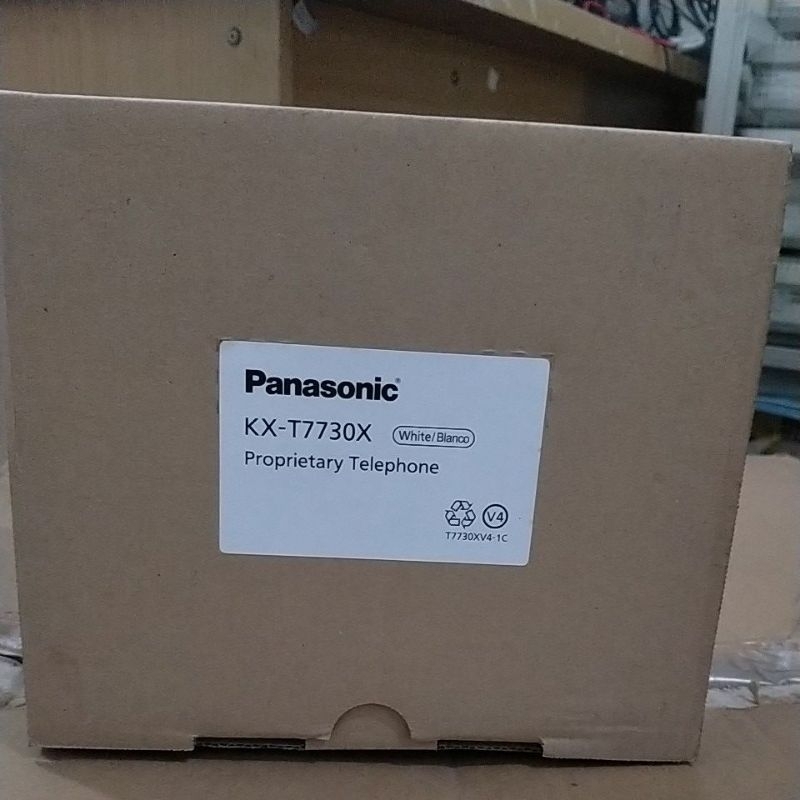 Panasonic®
KX-T7730X White/Blanco
Proprietary Telephone
V4
T7730XV4-1C